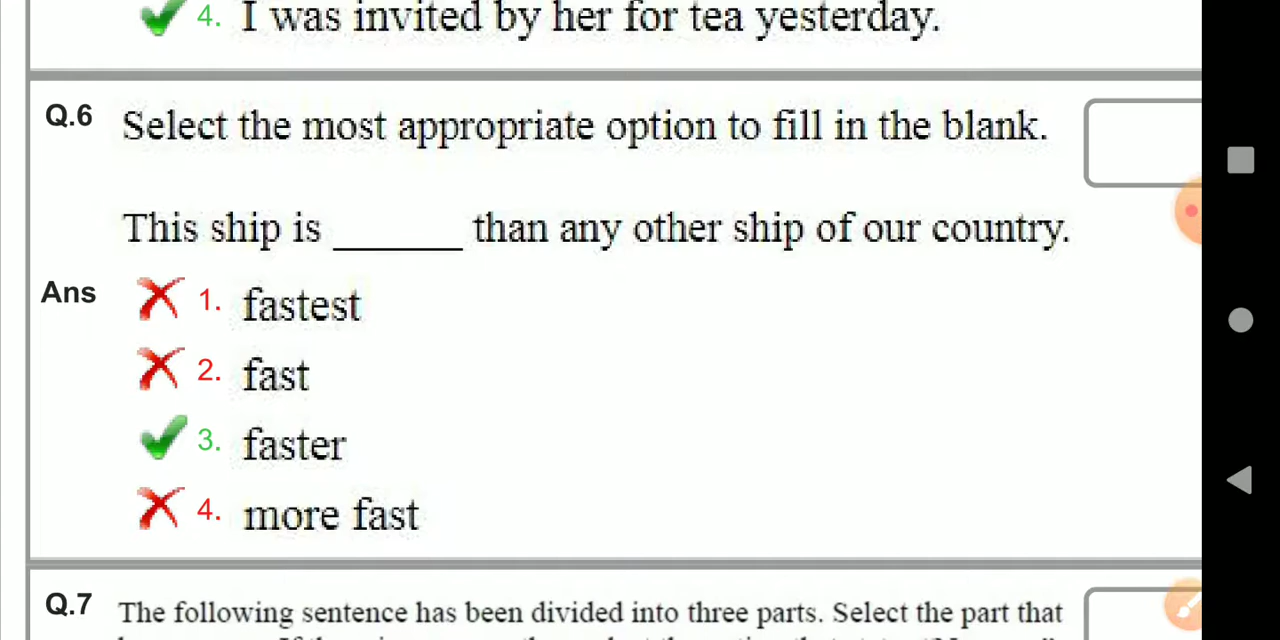 4. I was invited by her for tea yesterday.
Q.6 Select the most appropriate option to fill in the blank.
This ship is ______ than any other ship of our country.
Ans 1. fastest
2. fast
3. faster
4. more fast
Q.7 The following sentence has been divided into three parts. Select the part that